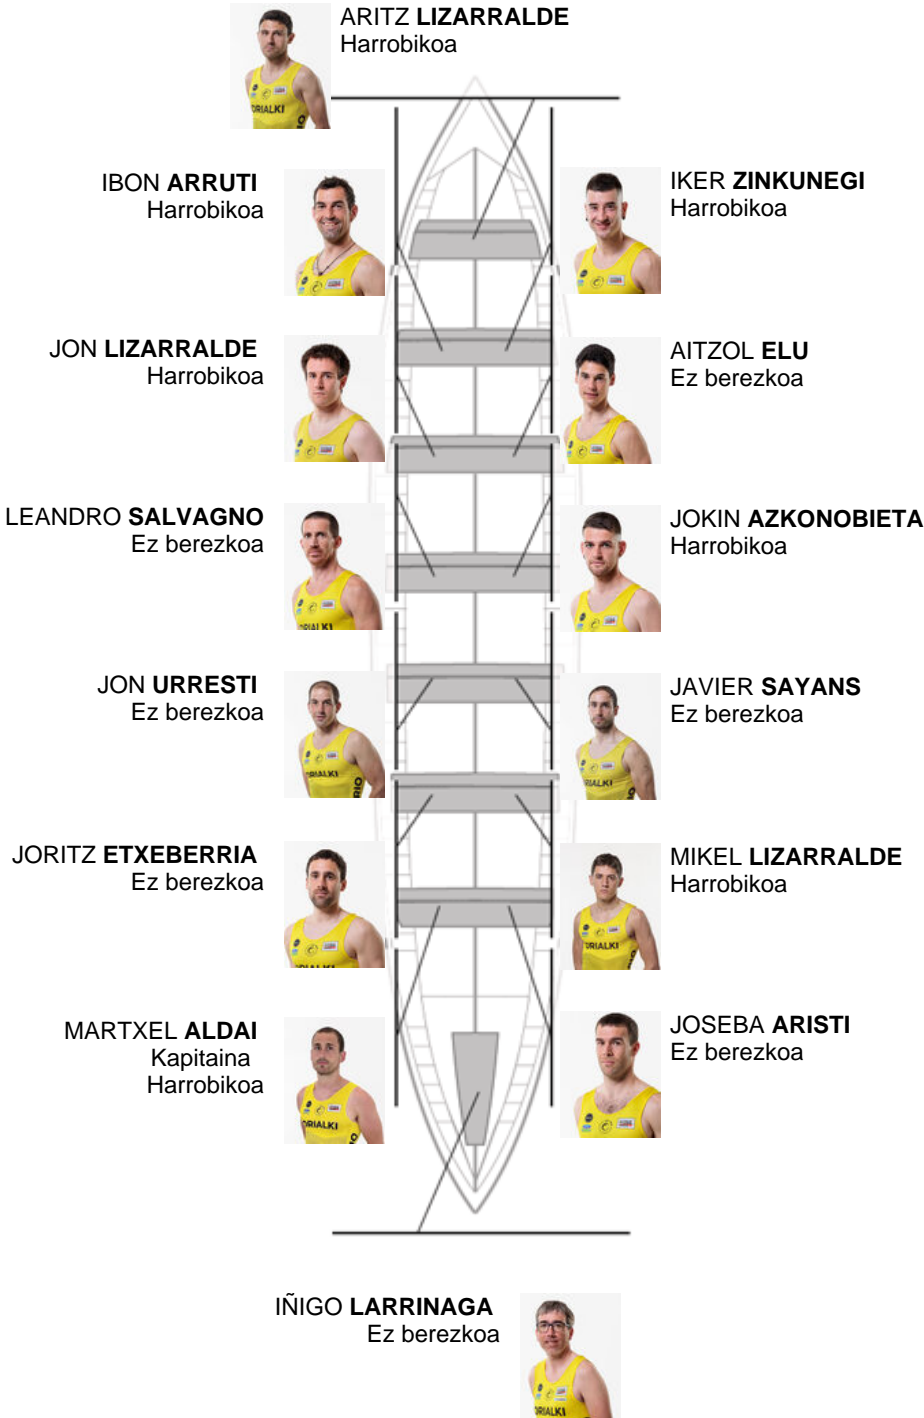 ARITZ LIZARRALDE
Harrobikoa
IBON ARRUTI
Harrobikoa
IKER ZINKUNEGI
Harrobikoa
JON LIZARRALDE
Harrobikoa
AITZOL ELU
Ez berezkoa
LEANDRO SALVAGNO
Ez berezkoa
JOKIN AZKONOBIETA
Harrobikoa
JON URRESTI
Ez berezkoa
JAVIER SAYANS
Ez berezkoa
JORITZ ETXEBERRIA
Ez berezkoa
MIKEL LIZARRALDE
Harrobikoa
MARTXEL ALDAI
Kapitaina
Harrobikoa
JOSEBA ARISTI
Ez berezkoa
IÑIGO LARRINAGA
Ez berezkoa